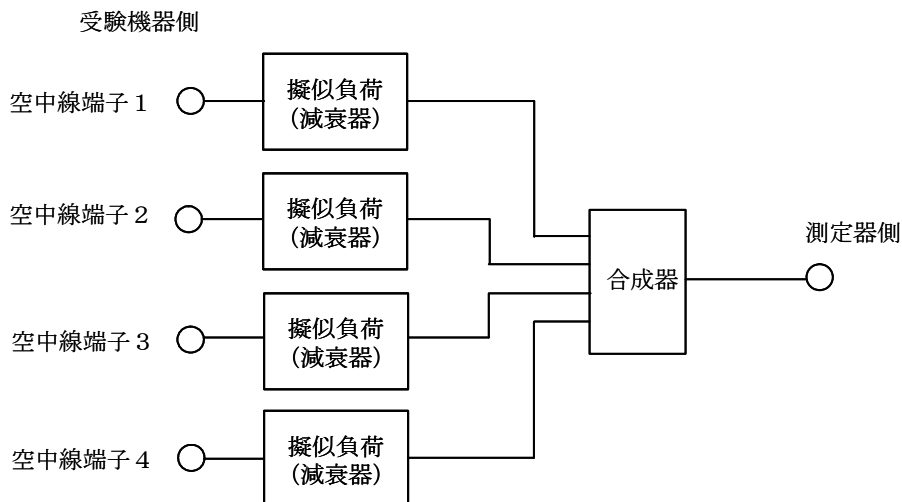 受験機器側
空中線端子１
擬似負荷
（減衰器）
空中線端子２
擬似負荷
（減衰器）
合成器
測定器側
空中線端子３
擬似負荷
（減衰器）
空中線端子４
擬似負荷
（減衰器）